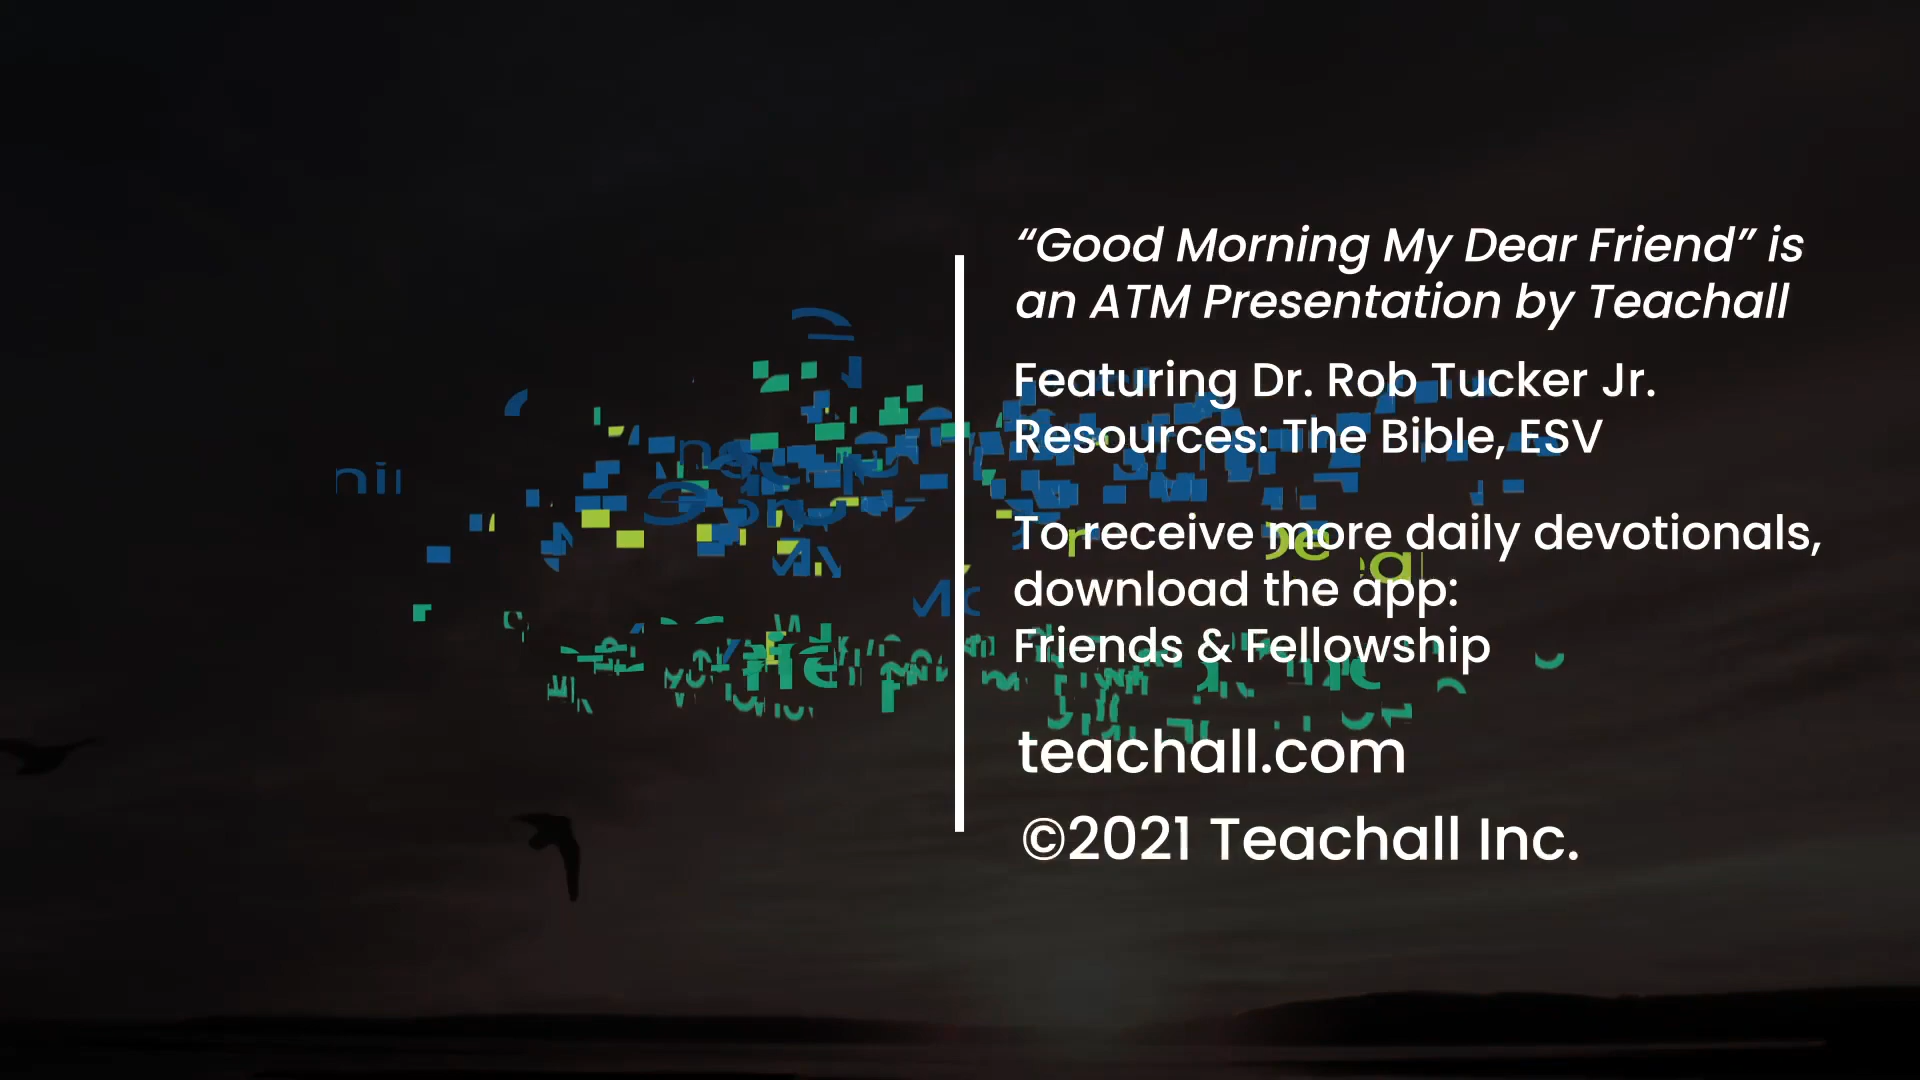 “Good Morning My Dear Friend” is
an ATM Presentation by Teachall
Featuring Dr. Rob Tucker Jr.
Resources: The Bible, ESV
To receive more daily devotionals,
download the app:
Friends & Fellowship
teachall.com
©2021 Teachall Inc.